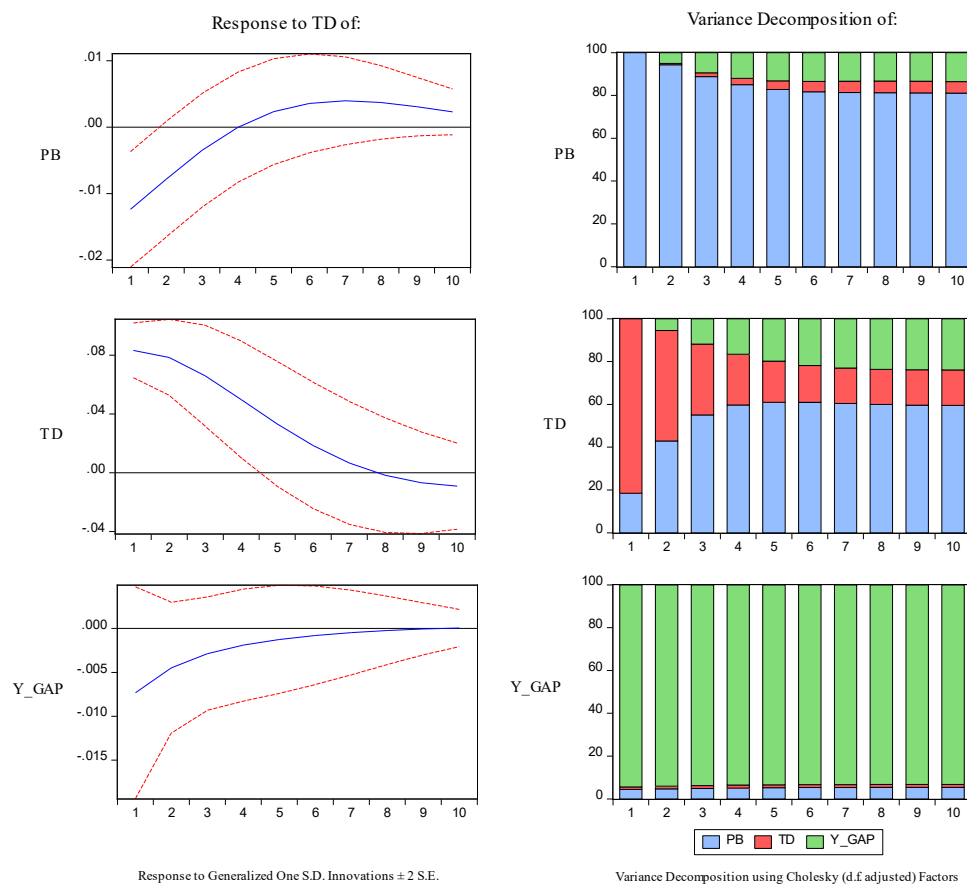 Response to TD of:
Variance Decomposition of:
PB
.01
.00
-.01
-.02
1 2 3 4 5 6 7 8 9 10
PB
100
80
60
40
20
0
1 2 3 4 5 6 7 8 9 10
TD
.08
.04
.00
-.04
1 2 3 4 5 6 7 8 9 10
TD
100
80
60
40
20
0
1 2 3 4 5 6 7 8 9 10
Y_GAP
.000
-.005
-.010
-.015
1 2 3 4 5 6 7 8 9 10
Y_GAP
100
80
60
40
20
0
1 2 3 4 5 6 7 8 9 10
PB TD Y_GAP
Response to Generalized One S.D. Innovations ± 2 S.E.
Variance Decomposition using Cholesky (d.f. adjusted) Factors